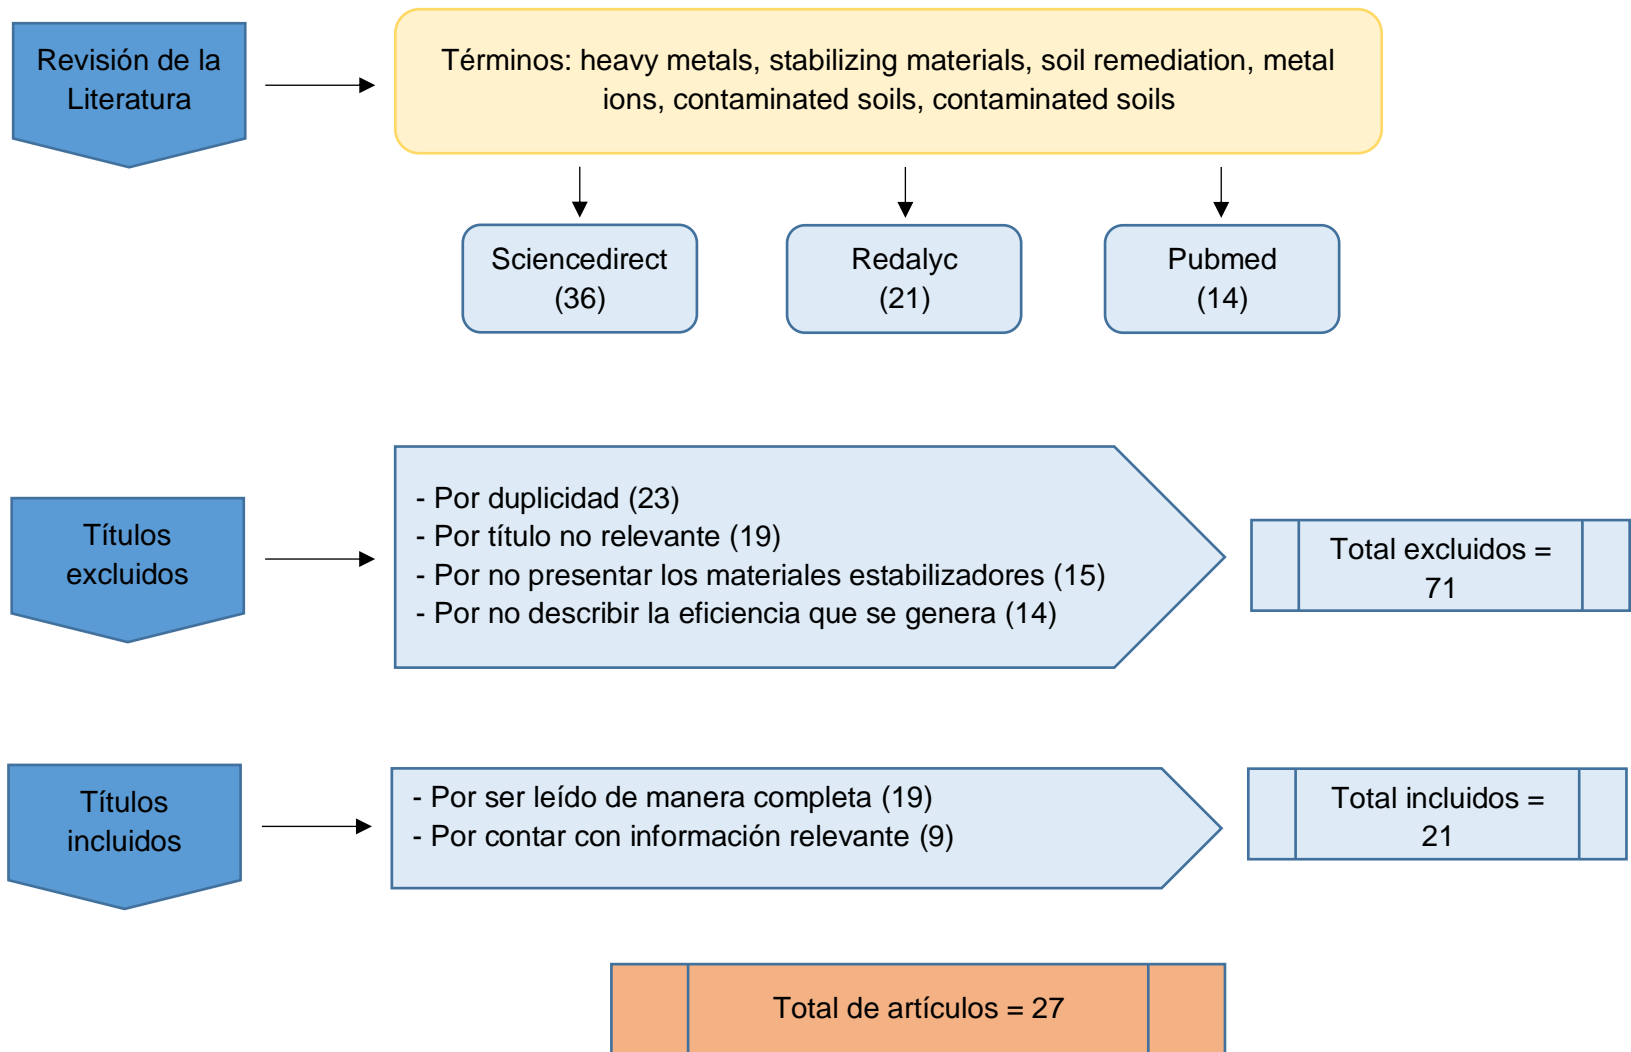 Revisión de la
Literatura
Términos: heavy metals, stabilizing materials, soil remediation, metal
ions, contaminated soils, contaminated soils
Sciencedirect
(36)
Redalyc
(21)
Pubmed
(14)
Títulos
excluidos
- Por duplicidad (23)
- Por título no relevante (19)
- Por no presentar los materiales estabilizadores (15)
- Por no describir la eficiencia que se genera (14)
Total excluidos =
71
Títulos
incluidos
- Por ser leído de manera completa (19)
- Por contar con información relevante (9)
Total incluidos =
21
Total de artículos = 27